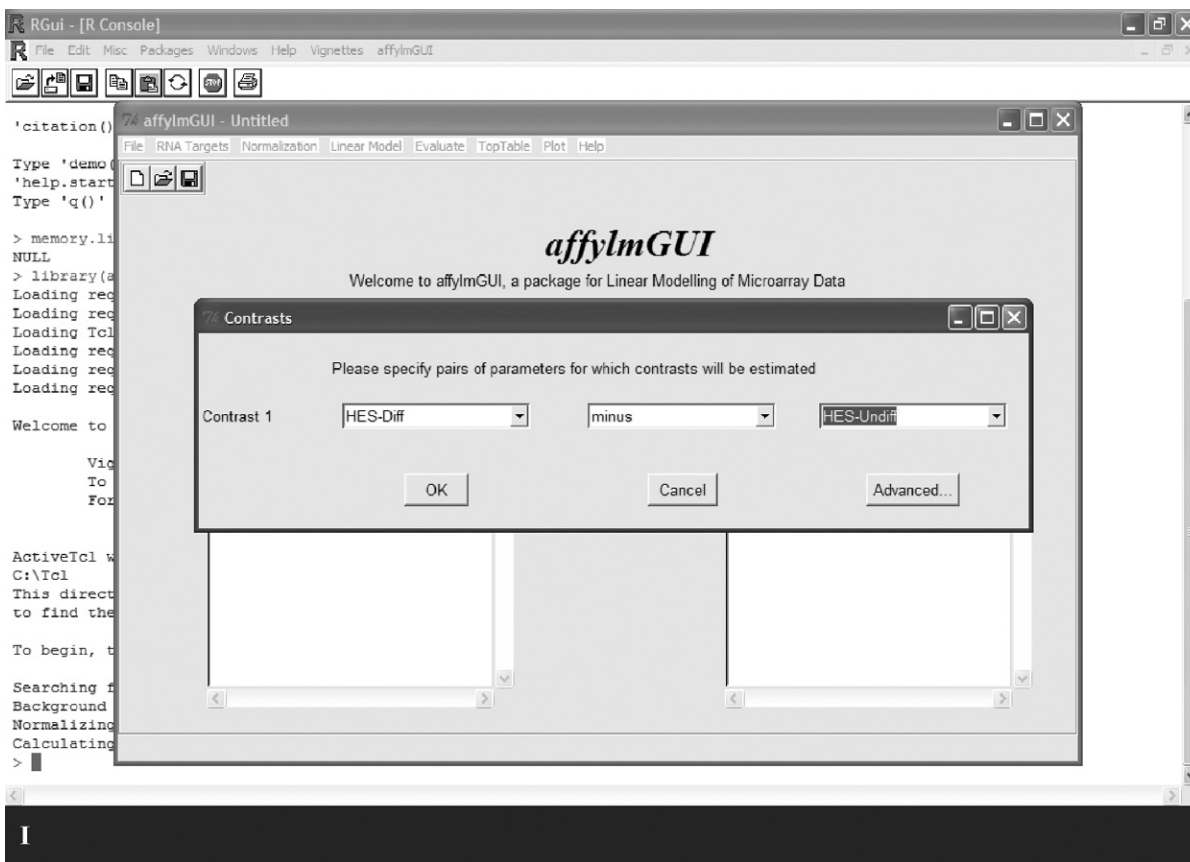 RGui - [R Console]
File Edit Misc Packages Windows Help Vignettes affylmGUI
STOP
'citation()
Type 'demo(
'help.start
Type 'q()'
> memory.li
NULL
> library(a
Loading req
Loading req
Loading Tcl
Loading req
Loading req
Loading req
Welcome to
Vig
To
For
ActiveTcl w
C:\Tcl
This direct
to find the
To begin, t
Searching f
Background
Normalizing
Calculating
>
affylmGUI - Untitled
File RNA Targets Normalization Linear Model Evaluate TopTable Plot Help
affylmGUI
Welcome to affylmGUI, a package for Linear Modelling of Microarray Data
Contrasts
Please specify pairs of parameters for which contrasts will be estimated
Contrast 1 HES-Diff minus HES-Undiff
OK Cancel Advanced...
I